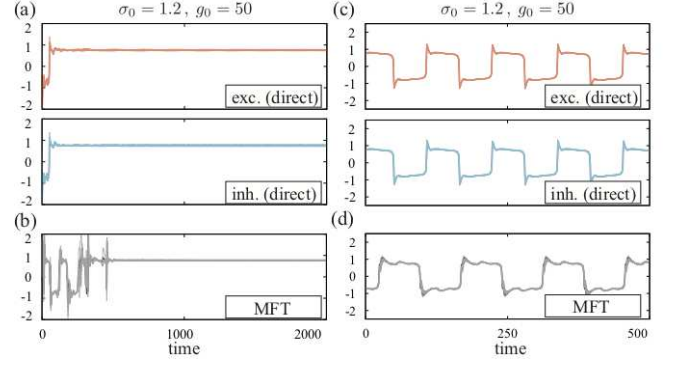 (a) σ₀ = 1.2 , g₀ = 50
2
1
0
-1
-2
exc. (direct)
2
1
0
-1
-2
inh. (direct)
(b)
2
1
0
-1
-2
MFT
0 1000 2000
time
(c) σ₀ = 1.2 , g₀ = 50
2
1
0
-1
-2
exc. (direct)
2
1
0
-1
-2
inh. (direct)
(d)
2
1
0
-1
-2
MFT
0 250 500
time